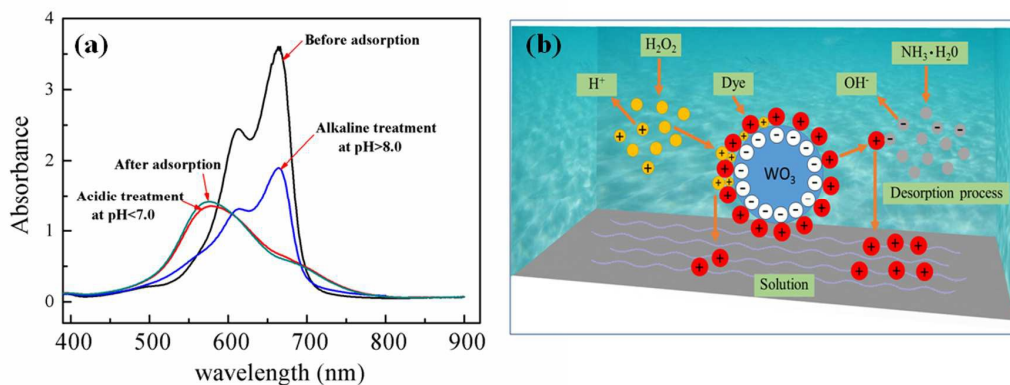 (a)
Before adsorption
Alkaline treatment
at pH>8.0
After adsorption
Acidic treatment
at pH<7.0
Absorbance
4
3
2
1
0
400 500 600 700 800 900
wavelength (nm)
(b)
H₂O₂
NH₃•H₂0
H⁺
Dye
OH⁻
WO₃
Desorption process
Solution